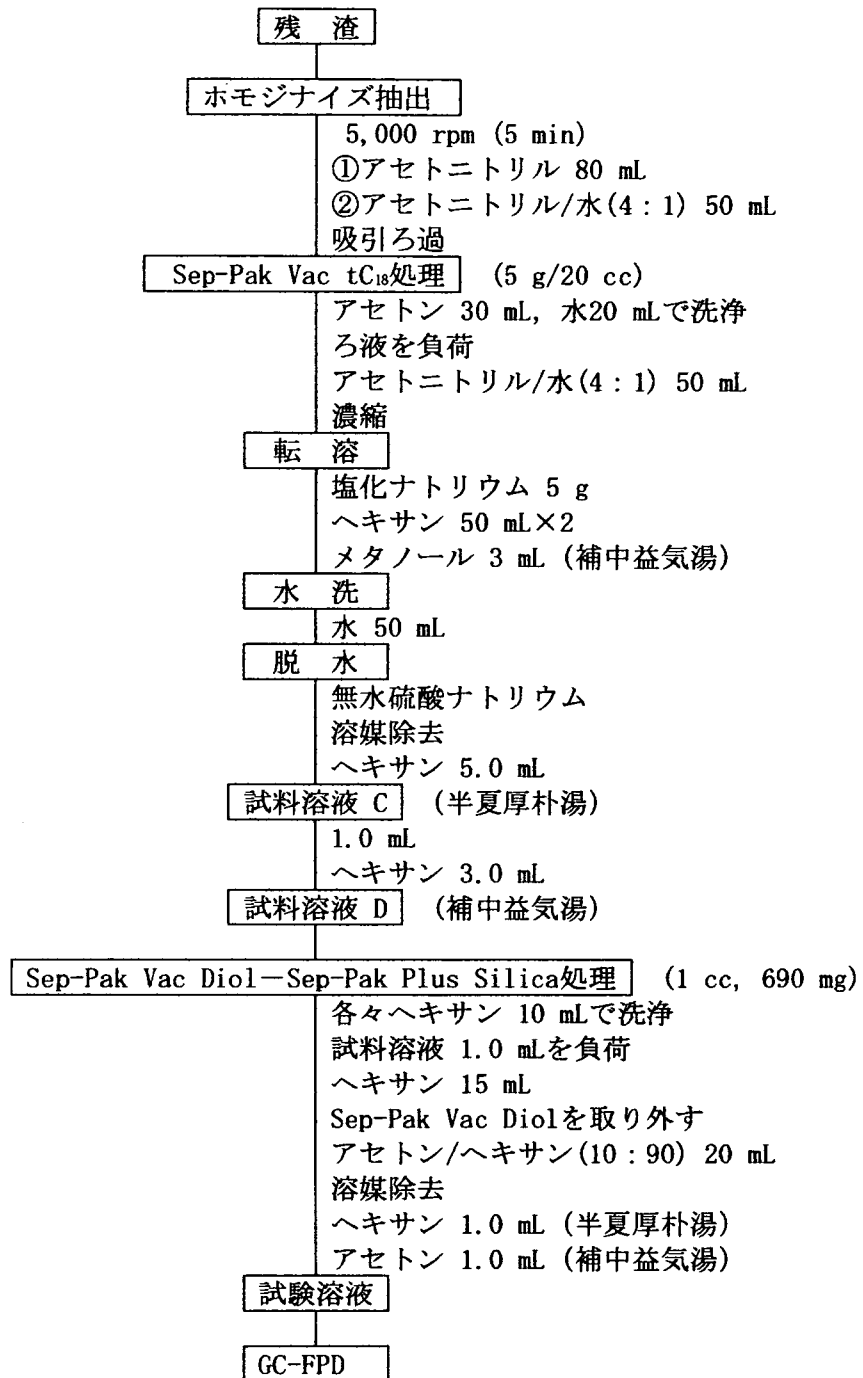 残 渣
ホモジナイズ抽出
5,000 rpm (5 min)
①アセトニトリル 80 mL
②アセトニトリル/水(4:1) 50 mL
吸引ろ過
Sep-Pak Vac tC₁₈処理 (5 g/20 cc)
アセトン 30 mL, 水20 mLで洗浄
ろ液を負荷
アセトニトリル/水(4:1) 50 mL
濃縮
転 溶
塩化ナトリウム 5 g
ヘキサン 50 mL×2
メタノール 3 mL (補中益気湯)
水 洗
水 50 mL
脱 水
無水硫酸ナトリウム
溶媒除去
ヘキサン 5.0 mL
試料溶液 C (半夏厚朴湯)
1.0 mL
ヘキサン 3.0 mL
試料溶液 D (補中益気湯)
Sep-Pak Vac Diol－Sep-Pak Plus Silica処理 (1 cc, 690 mg)
各々ヘキサン 10 mLで洗浄
試料溶液 1.0 mLを負荷
ヘキサン 15 mL
Sep-Pak Vac Diolを取り外す
アセトン/ヘキサン(10:90) 20 mL
溶媒除去
ヘキサン 1.0 mL (半夏厚朴湯)
アセトン 1.0 mL (補中益気湯)
試験溶液
GC-FPD